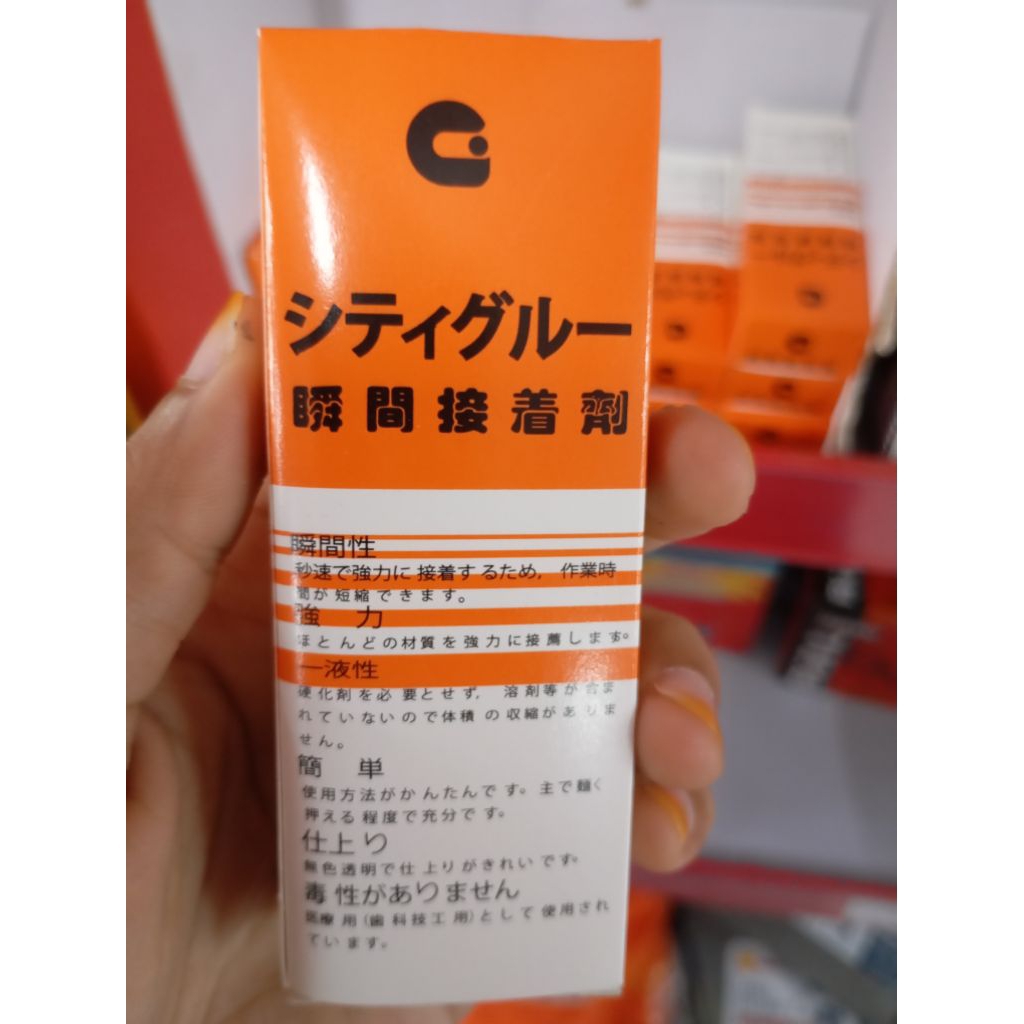 シティグルー
瞬間接着剤
瞬間性
秒速で強力に接着するため, 作業時
間が短縮できます。
強 力
ほとんどの材質を強力に接薦します。
一液性
硬化剤を必要とせず, 溶剤等が含ま
れていないので体積の収縮がありま
せん。
簡 単
使用方法がかんたんです。主で麺く
押える程度で充分です。
仕上り
無色透明で仕上りがきれいです。
毒性がありません
医療用(歯科技工用)として使用され
ています。